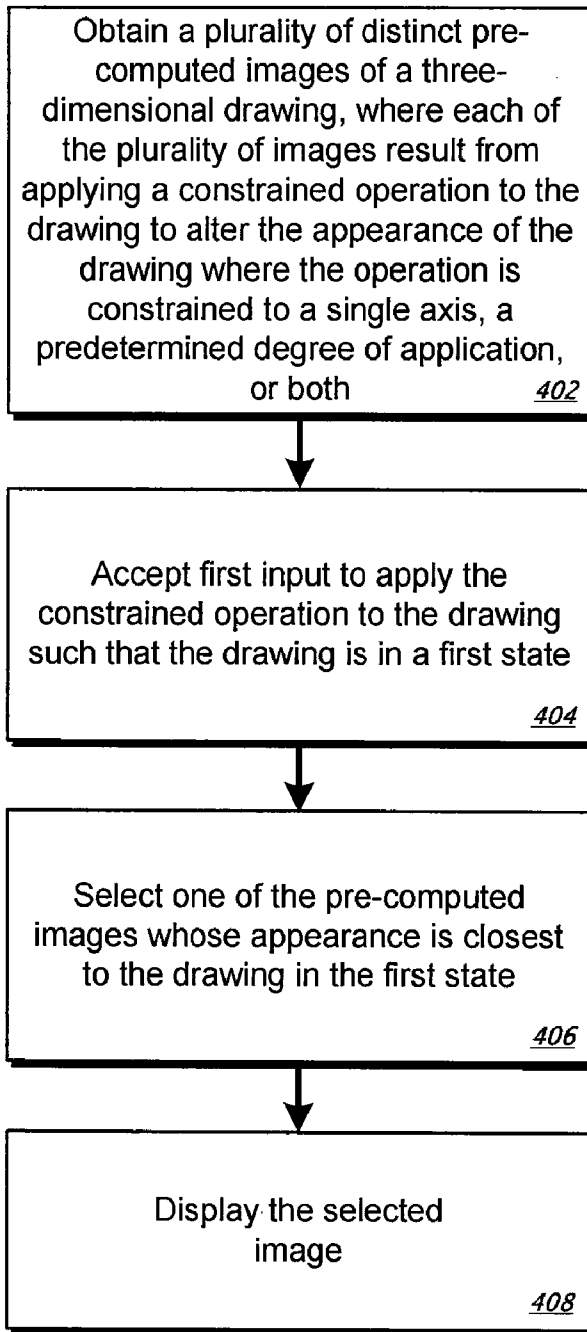 Obtain a plurality of distinct pre-
computed images of a three-
dimensional drawing, where each of
the plurality of images result from
applying a constrained operation to the
drawing to alter the appearance of the
drawing where the operation is
constrained to a single axis, a
predetermined degree of application,
or both 402
Accept first input to apply the
constrained operation to the drawing
such that the drawing is in a first state
404
Select one of the pre-computed
images whose appearance is closest
to the drawing in the first state
406
Display the selected
image
408